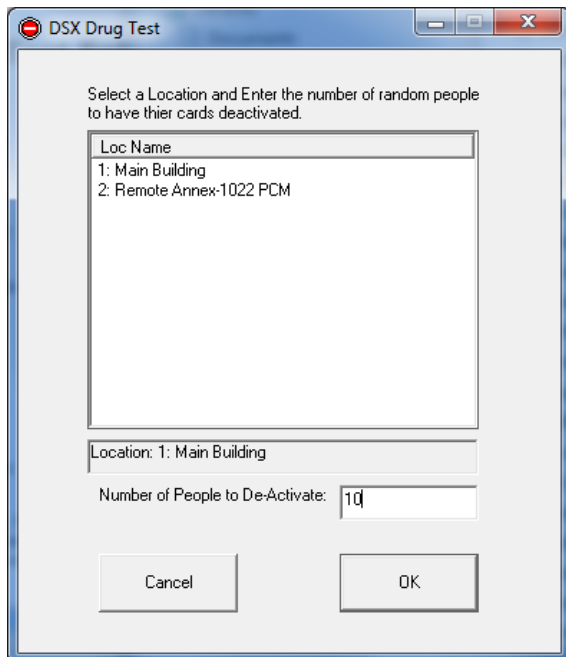 DSX Drug Test
Select a Location and Enter the number of random people
to have thier cards deactivated.
Loc Name
1: Main Building
2: Remote Annex-1022 PCM
Location: 1: Main Building
Number of People to De-Activate: 10
Cancel OK